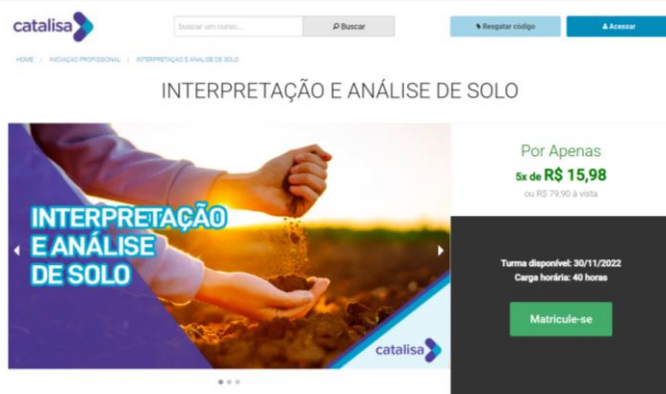 catalisa
buscar um curso...
Buscar
Resgatar código
Acessar
HOME / INICIAÇÃO PROFISSIONAL / INTERPRETAÇÃO E ANÁLISE DE SOLO
INTERPRETAÇÃO E ANÁLISE DE SOLO
INTERPRETAÇÃO
E ANÁLISE
DE SOLO
catalisa
Por Apenas
5x de R$ 15,98
ou R$ 79,90 à vista
Turma disponível: 30/11/2022
Carga horária: 40 horas
Matricule-se